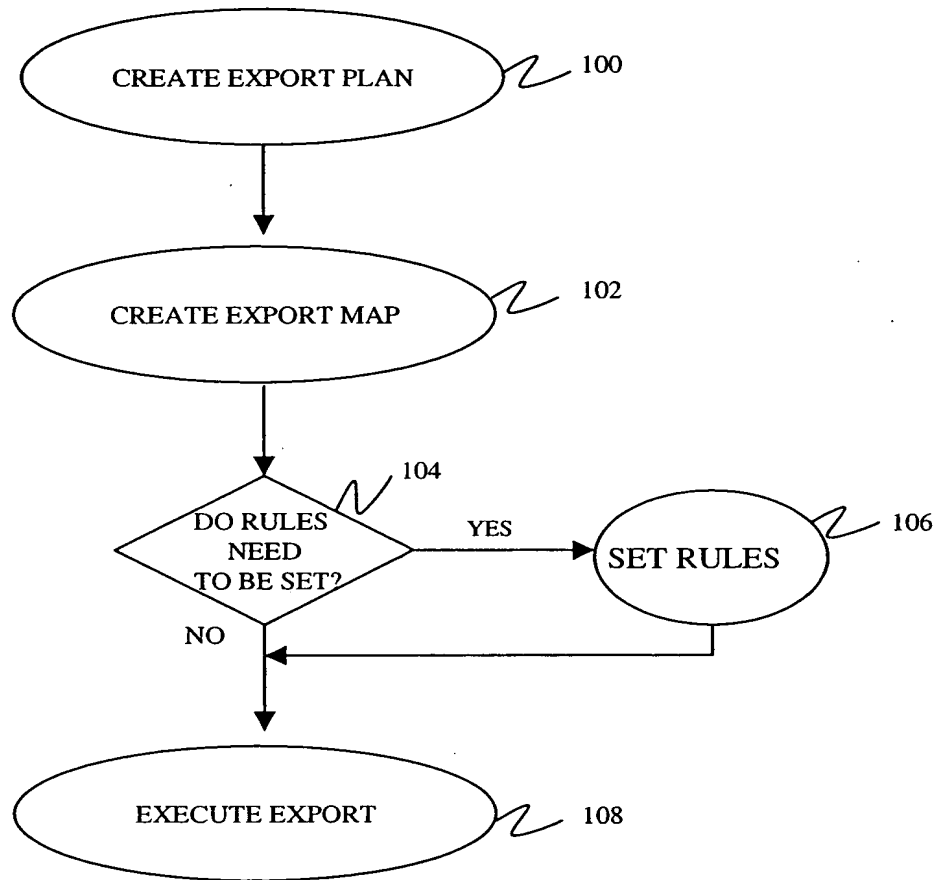 CREATE EXPORT PLAN
100
CREATE EXPORT MAP
102
104
DO RULES
NEED
TO BE SET?
YES
106
SET RULES
NO
EXECUTE EXPORT
108